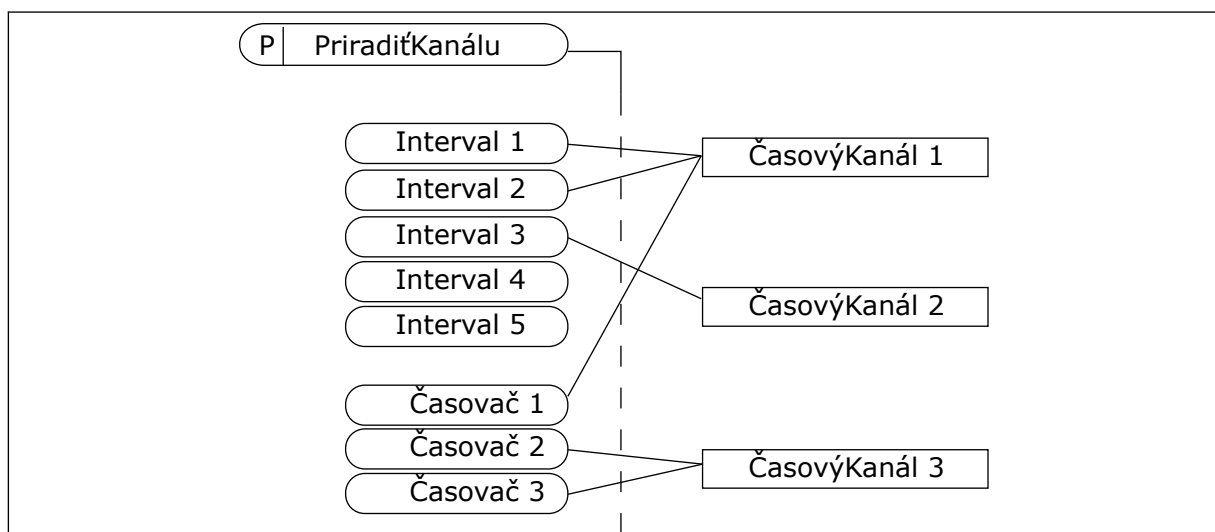 P PriradiťKanálu
Interval 1
ČasovýKanál 1
Interval 2
Interval 3
Interval 4
ČasovýKanál 2
Interval 5
Časovač 1
Časovač 2
ČasovýKanál 3
Časovač 3